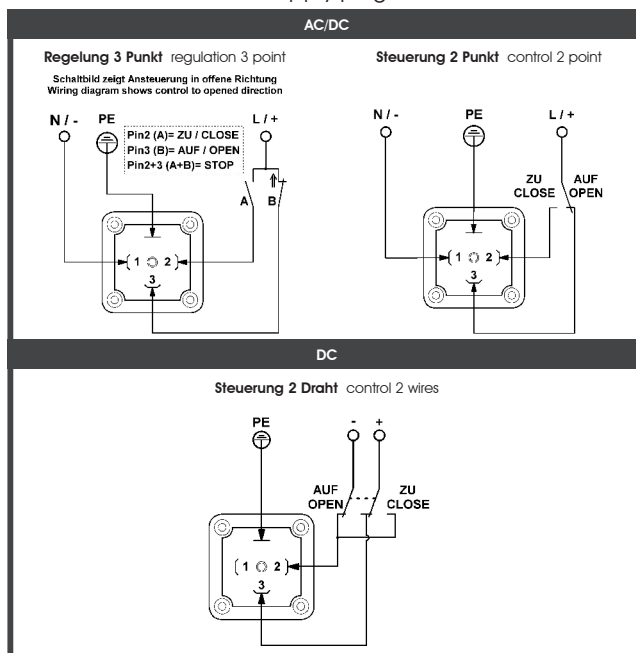 AC/DC
Regelung 3 Punkt regulation 3 point
Schaltbild zeigt Ansteuerung in offene Richtung
Wiring diagram shows control to opened direction
N / -
PE
L / +
Pin2 (A)= ZU / CLOSE
Pin3 (B)= AUF / OPEN
Pin2+3 (A+B)= STOP
A
B
1
2
3
Steuerung 2 Punkt control 2 point
N / -
PE
L / +
ZU
CLOSE
AUF
OPEN
1
2
3
DC
Steuerung 2 Draht control 2 wires
PE
-
+
AUF
OPEN
ZU
CLOSE
1
2
3